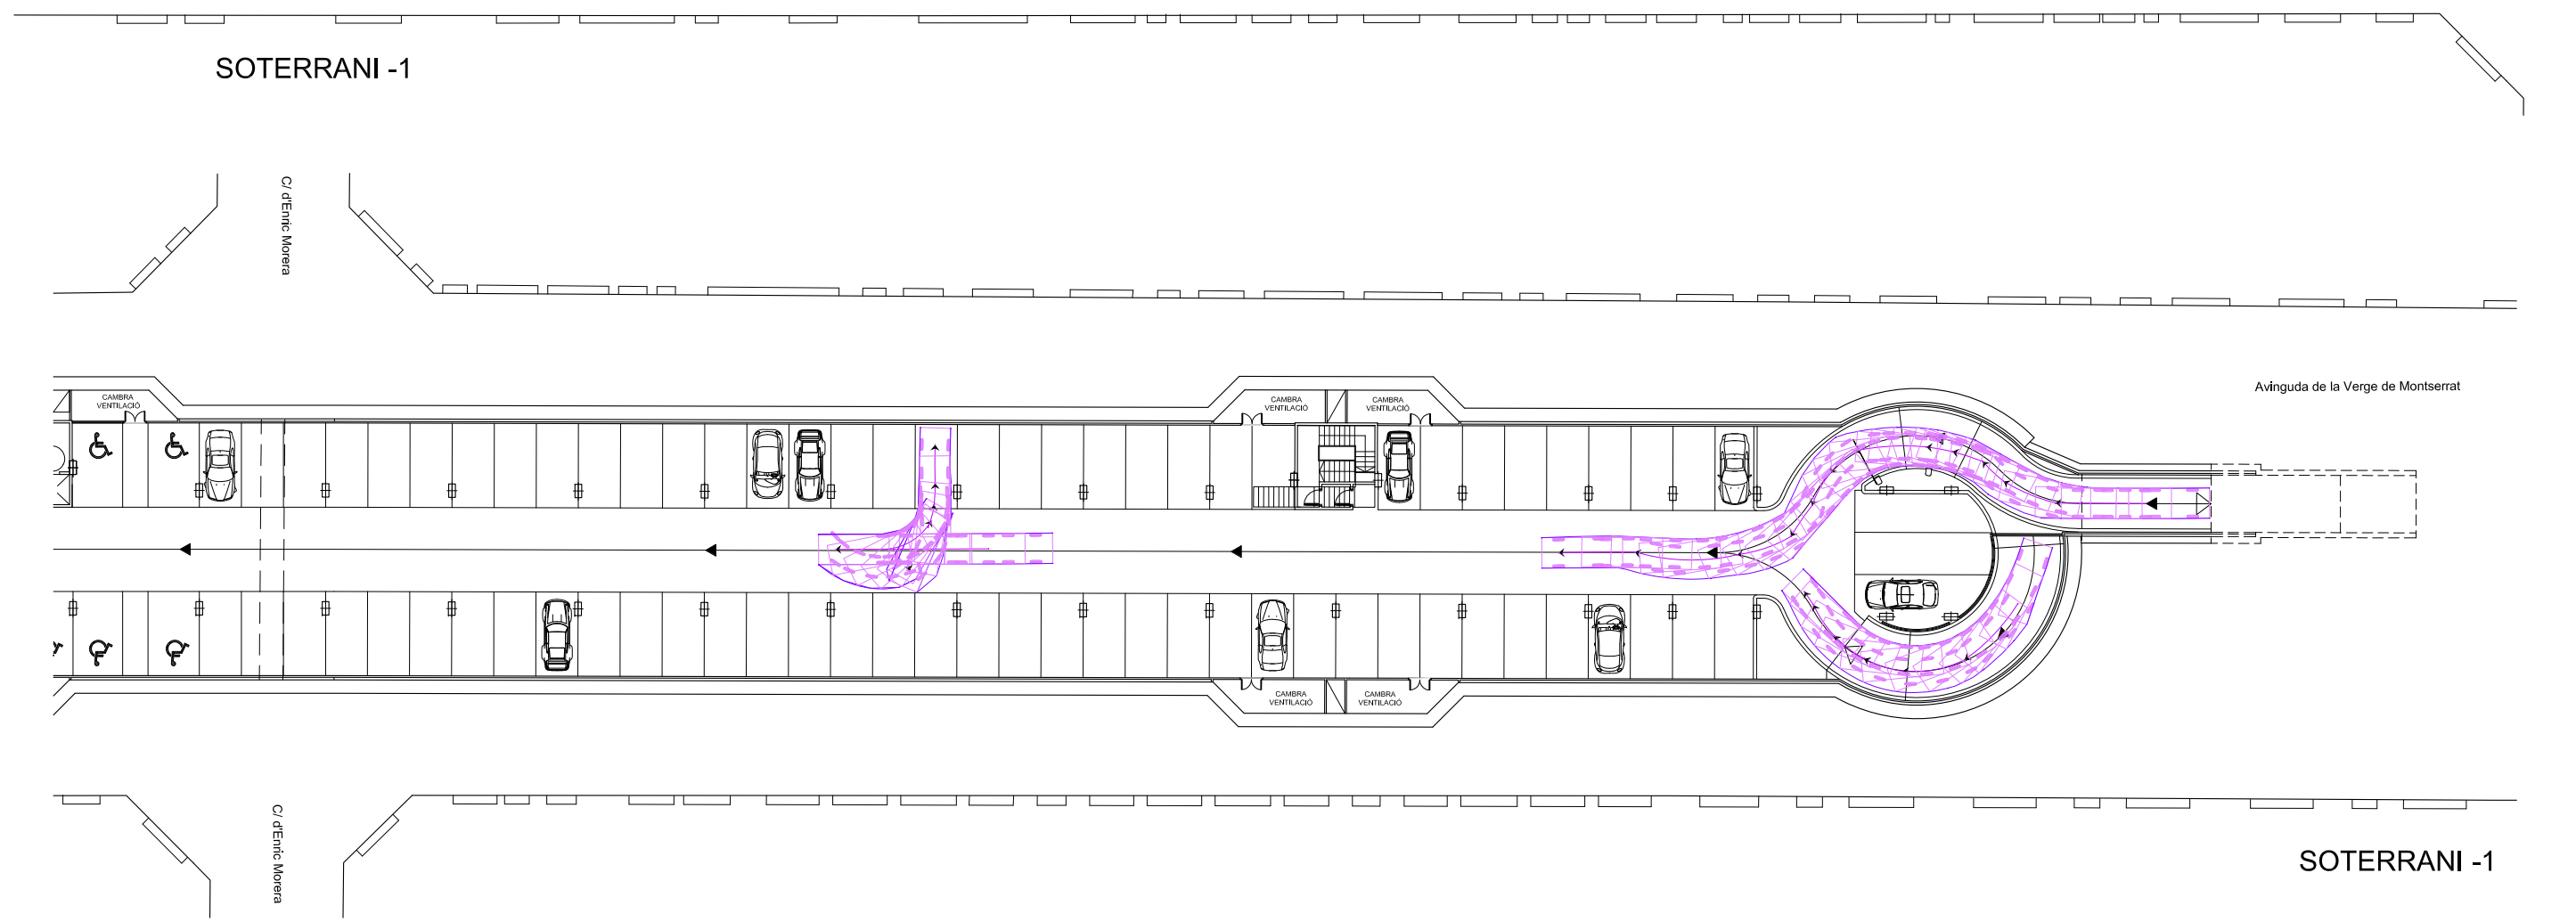 SOTERRANI -1
C/ d'Enric Morera
Avinguda de la Verge de Montserrat
CAMBRA
VENTILACIÓ
CAMBRA
VENTILACIÓ
CAMBRA
VENTILACIÓ
CAMBRA
VENTILACIÓ
CAMBRA
VENTILACIÓ
C/ d'Enric Morera
SOTERRANI -1